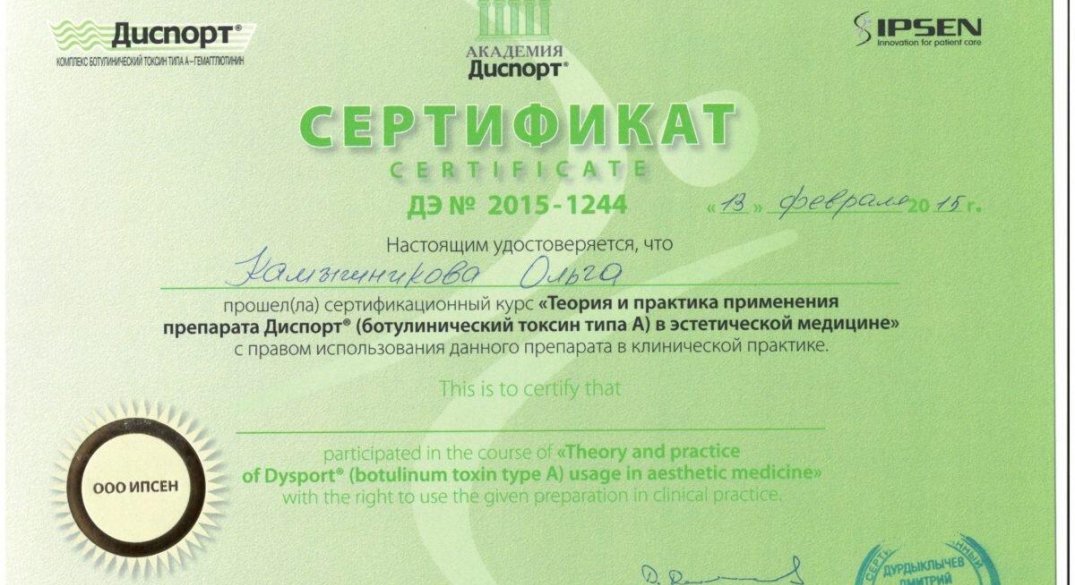 Диспорт®
КОМПЛЕКС БОТУЛИНИЧЕСКИЙ ТОКСИН ТИПА А–ГЕМАГГЛЮТИНИН
АКАДЕМИЯ
Диспорт®
IPSEN
Innovation for patient care
СЕРТИФИКАТ
CERTIFICATE
ДЭ № 2015-1244
«13» февраля 2015 г.
Настоящим удостоверяется, что
Камышникова Ольга
прошел(ла) сертификационный курс «Теория и практика применения
препарата Диспорт® (ботулинический токсин типа А) в эстетической медицине»
с правом использования данного препарата в клинической практике.
This is to certify that
participated in the course of «Theory and practice
of Dysport® (botulinum toxin type A) usage in aesthetic medicine»
with the right to use the given preparation in clinical practice.
ООО ИПСЕН
ДУРДЫКЛЫЧЕВ
ДМИТРИЙ